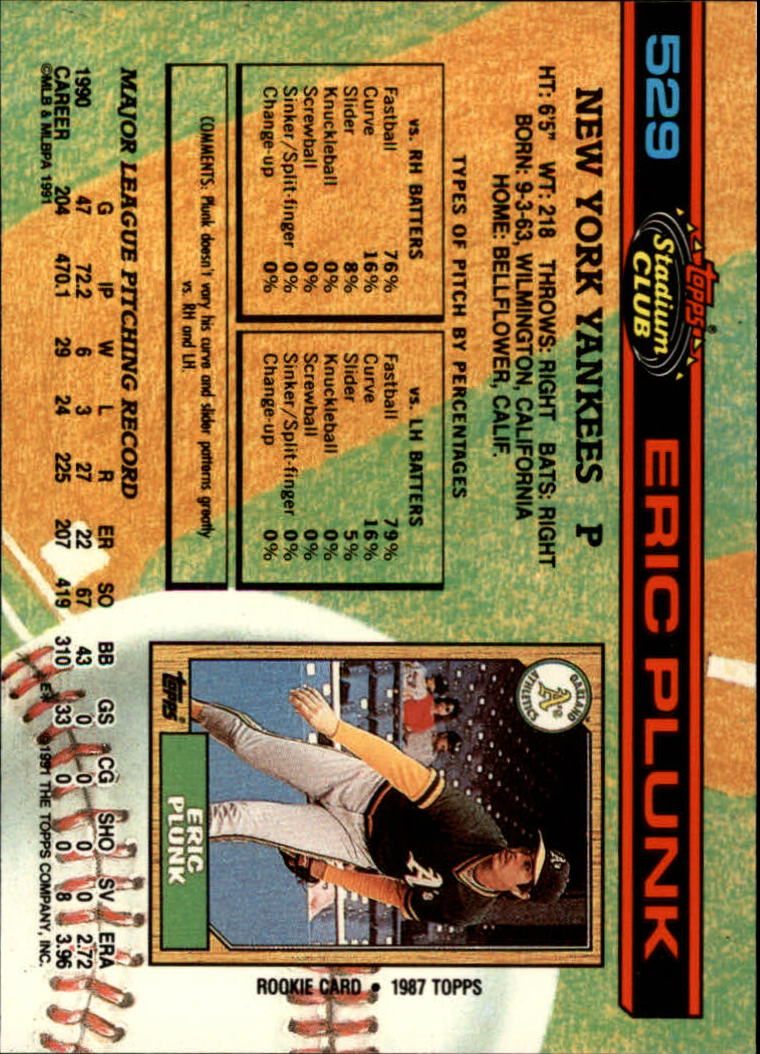 529
topps®
Stadium
CLUB
ERIC PLUNK
NEW YORK YANKEES P
HT: 6'5" WT: 218 THROWS: RIGHT BATS: RIGHT
BORN: 9-3-63, WILMINGTON, CALIFORNIA
HOME: BELLFLOWER, CALIF.
TYPES OF PITCH BY PERCENTAGES
vs. RH BATTERS
Fastball 76%
Curve 16%
Slider 8%
Knuckleball 0%
Screwball 0%
Sinker/Split-finger 0%
Change-up 0%
vs. LH BATTERS
Fastball 79%
Curve 16%
Slider 5%
Knuckleball 0%
Screwball 0%
Sinker/Split-finger 0%
Change-up 0%
COMMENTS: Plunk doesn't vary his curve and slider patterns greatly
vs. RH and LH.
OAKLAND
A's
ATHLETICS
A's
A's
topps®
ERIC
PLUNK
ROOKIE CARD • 1987 TOPPS
MAJOR LEAGUE PITCHING RECORD
G IP W L R ER SO BB GS CG SHO SV ERA
1990 47 72.2 6 3 27 22 67 43 0 0 0 0 2.72
CAREER 204 470.1 29 24 225 207 419 310 33 0 0 8 3.96
©MLB & MLBPA 1991
©1991 THE TOPPS COMPANY, INC.